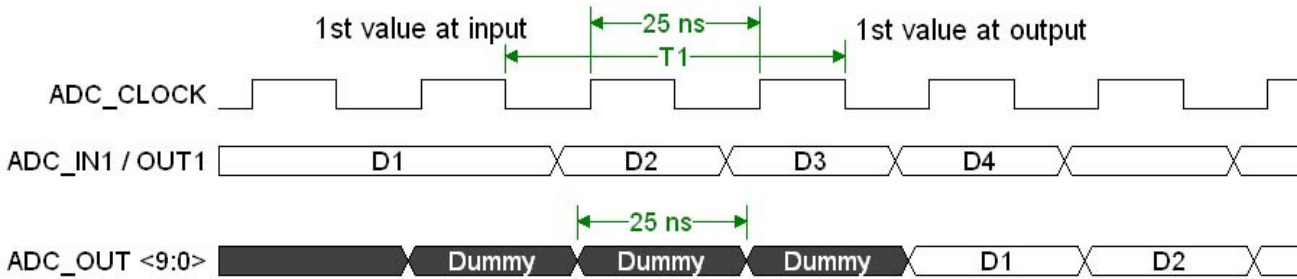 1st value at input 25 ns 1st value at output
T1
ADC_CLOCK
ADC_IN1 / OUT1 D1 D2 D3 D4
25 ns
ADC_OUT <9:0> Dummy Dummy Dummy D1 D2